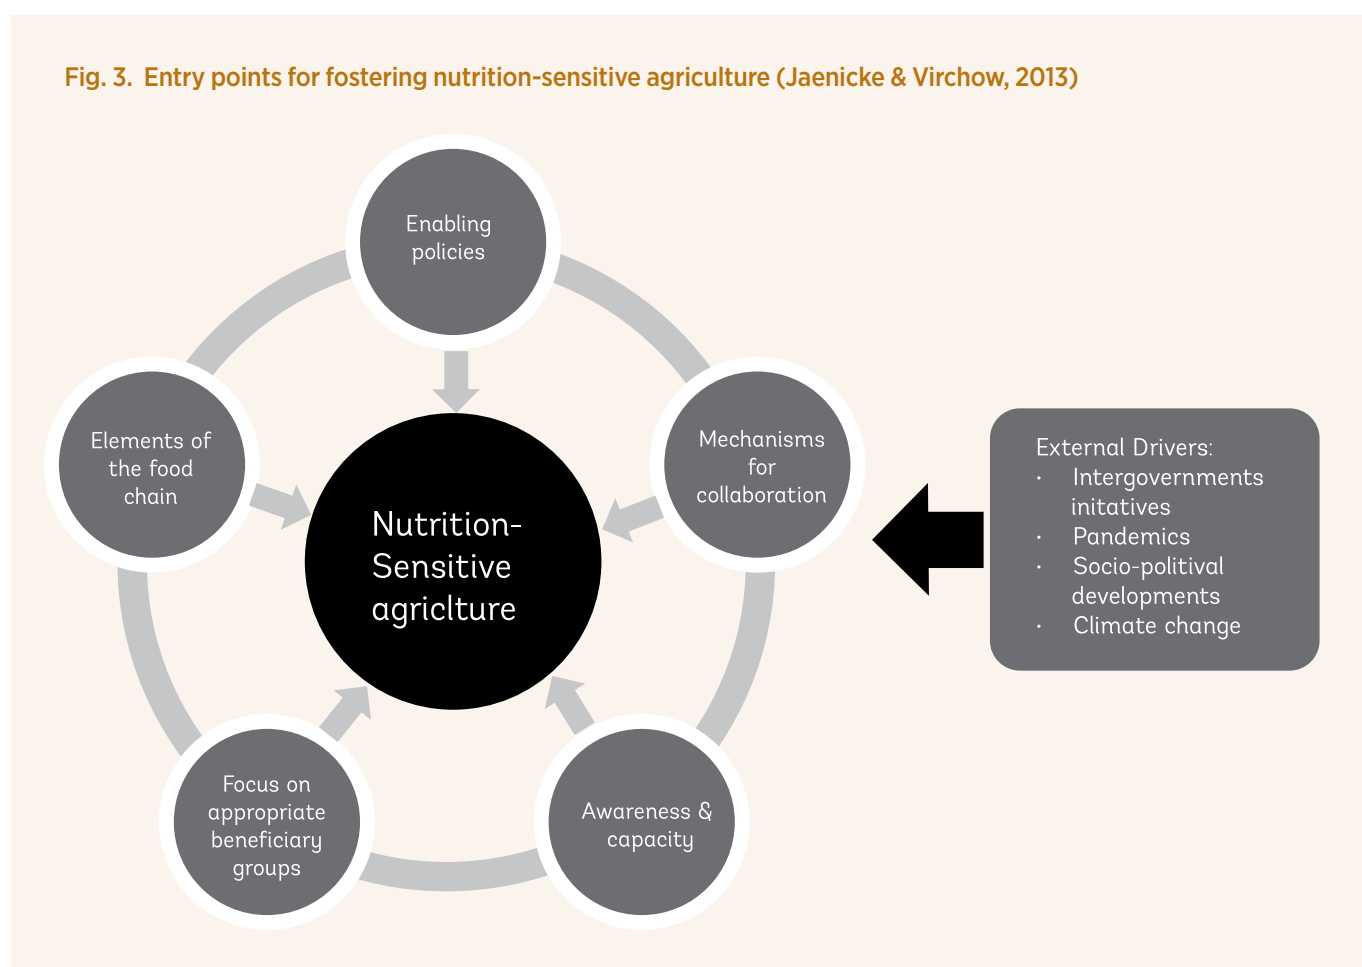 Fig. 3. Entry points for fostering nutrition-sensitive agriculture (Jaenicke & Virchow, 2013)
Enabling
policies
Elements of
the food
chain
Mechanisms
for
collaboration
Nutrition-
Sensitive
agriclture
External Drivers:
· Intergovernments
initatives
· Pandemics
· Socio-politival
developments
· Climate change
Focus on
appropriate
beneficiary
groups
Awareness &
capacity